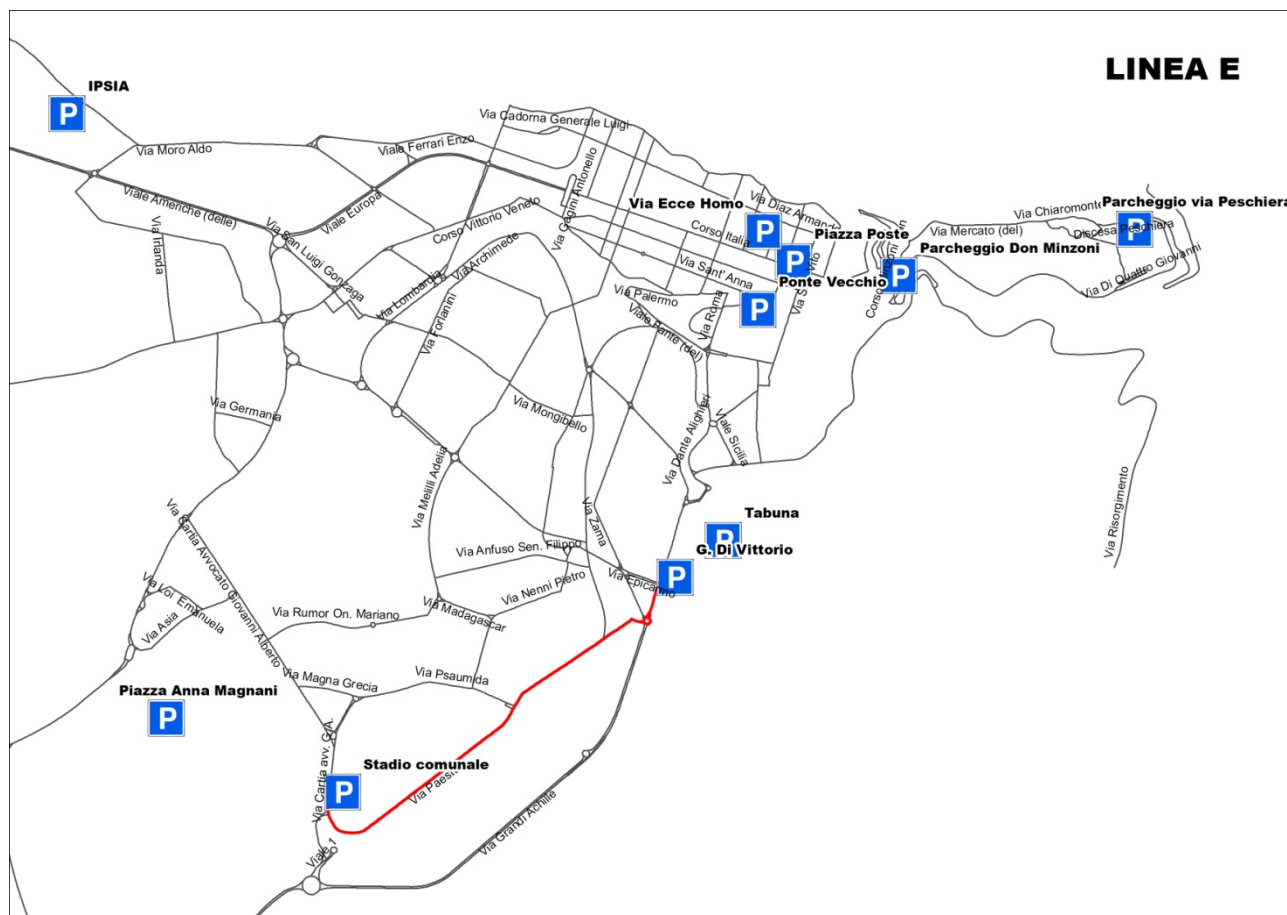 LINEA E
IPSIA
P
Via Cadorna Generale Luigi
Viale Ferrari Enzo
Via Moro Aldo
Via Gagini Antonello
Viale Americhe (delle)
Viale Europa
Via Irlanda
Via San Luigi Gonzaga
Corso Vittorio Veneto
Via Archimede
Via Lombardia
Via Forlanini
Via Ecce Homo
P
Via Diaz Armando
Corso Italia
Piazza Poste
P
Via Sant' Anna
Ponte Vecchio
P
Via Palermo
Viale Dante (del)
Via Roma
Parcheggio Don Minzoni
P
Via Chiaromonte
Via Mercato (del)
Parcheggio via Peschiera
P
Discesa Peschiera
Via Di Quattro Giovanni
Via Germania
Via Mongibello
Via Dante Alighieri
Viale Sicilia
Via Melilli Adelia
Via Risorgimento
Via Zama
Tabuna
P
G. Di Vittorio
P
Via Cartia Avvocato Giovanni Alberto
Via Anfuso Sen. Filippo
Via Epicarmo
Via Nenni Pietro
Via Loi Emanuela
Via Asia
Via Rumor On. Mariano
Via Madagascar
Via Magna Grecia
Via Psaumida
Piazza Anna Magnani
P
Via Cartia avv. G.A.
Stadio comunale
P
Via Grandi Achille
Viale 1